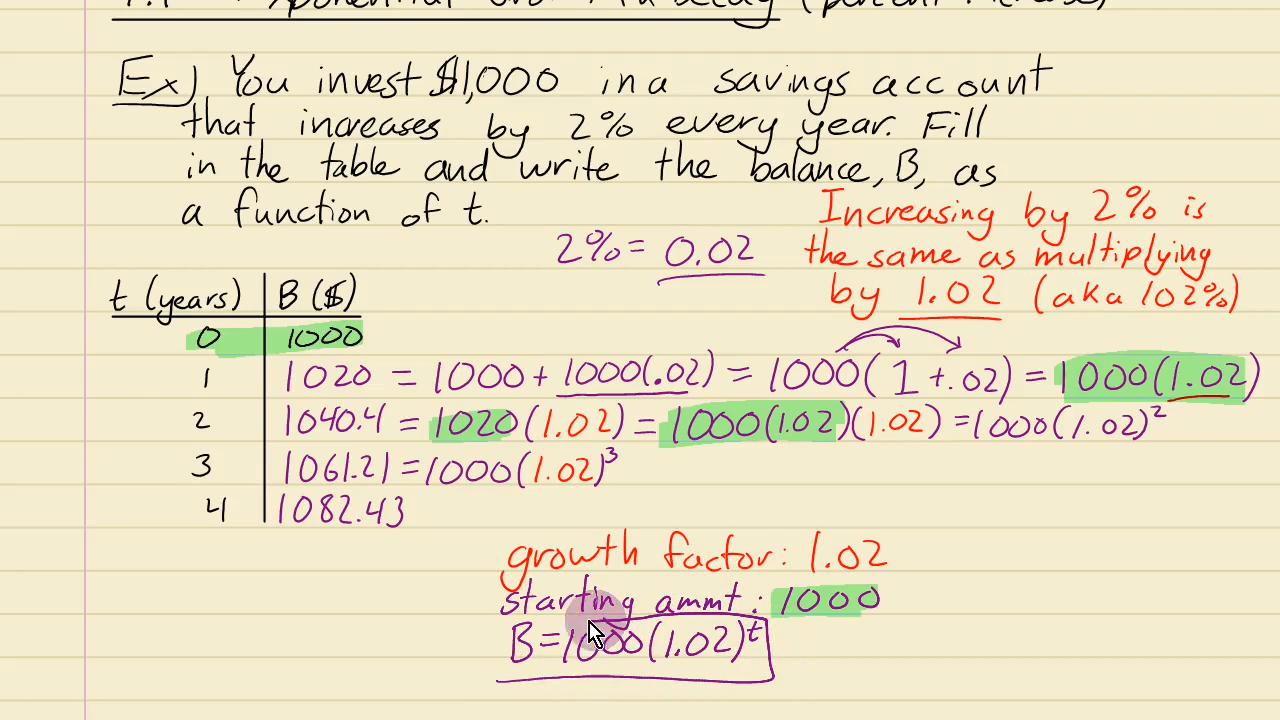 Ex) You invest $1,000 in a savings account
that increases by 2% every year. Fill
in the table and write the balance, B, as
a function of t.
Increasing by 2% is
the same as multiplying
by 1.02 (aka 102%)
2% = 0.02
t (years) B ($)
0 1000
1 1020 = 1000 + 1000(.02) = 1000(1 + .02) = 1000(1.02)
2 1040.4 = 1020(1.02) = 1000(1.02)(1.02) = 1000(1.02)²
3 1061.21 = 1000(1.02)³
4 1082.43
growth factor: 1.02
starting ammt: 1000
B = 1000(1.02)^t